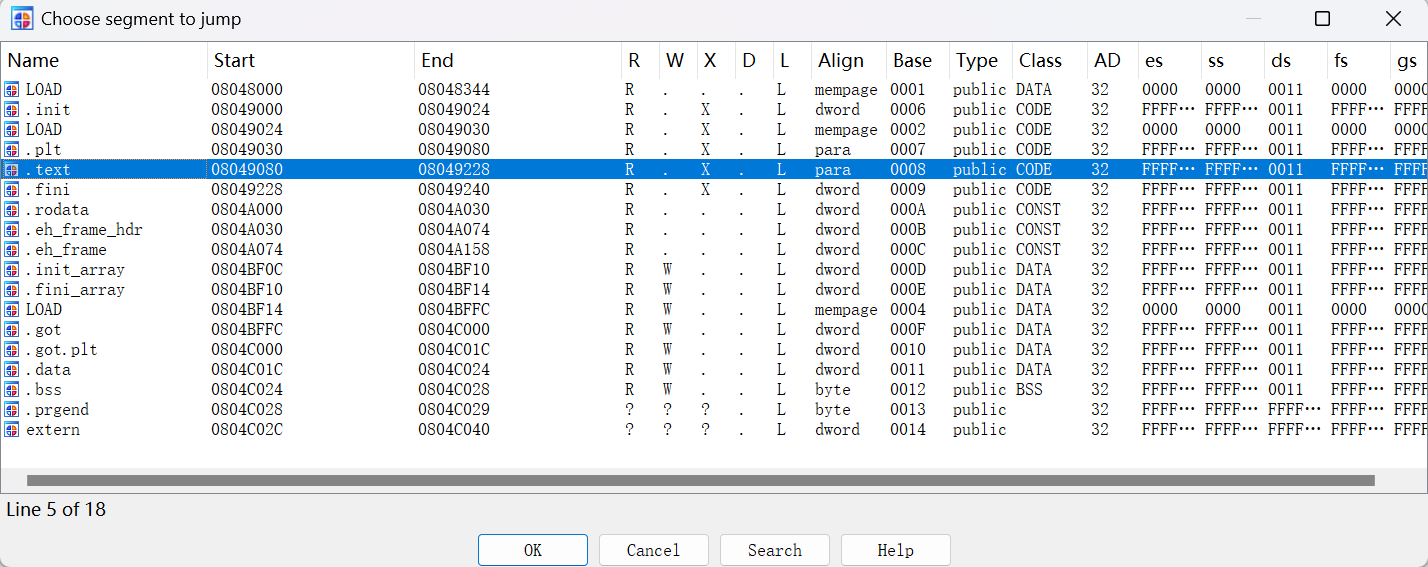 Choose segment to jump
Name Start End R W X D L Align Base Type Class AD es ss ds fs gs
LOAD 08048000 08048344 R . . . L mempage 0001 public DATA 32 0000 0000 0011 0000 0000
.init 08049000 08049024 R . X . L dword 0006 public CODE 32 FFFF… FFFF… 0011 FFFF… FFFF
LOAD 08049024 08049030 R . X . L mempage 0002 public CODE 32 0000 0000 0011 0000 0000
.plt 08049030 08049080 R . X . L para 0007 public CODE 32 FFFF… FFFF… 0011 FFFF… FFFF
.text 08049080 08049228 R . X . L para 0008 public CODE 32 FFFF… FFFF… 0011 FFFF… FFFF
.fini 08049228 08049240 R . X . L dword 0009 public CODE 32 FFFF… FFFF… 0011 FFFF… FFFF
.rodata 0804A000 0804A030 R . . . L dword 000A public CONST 32 FFFF… FFFF… 0011 FFFF… FFFF
.eh_frame_hdr 0804A030 0804A074 R . . . L dword 000B public CONST 32 FFFF… FFFF… 0011 FFFF… FFFF
.eh_frame 0804A074 0804A158 R . . . L dword 000C public CONST 32 FFFF… FFFF… 0011 FFFF… FFFF
.init_array 0804BF0C 0804BF10 R W . . L dword 000D public DATA 32 FFFF… FFFF… 0011 FFFF… FFFF
.fini_array 0804BF10 0804BF14 R W . . L dword 000E public DATA 32 FFFF… FFFF… 0011 FFFF… FFFF
LOAD 0804BF14 0804BFFC R W . . L mempage 0004 public DATA 32 0000 0000 0011 0000 0000
.got 0804BFFC 0804C000 R W . . L dword 000F public DATA 32 FFFF… FFFF… 0011 FFFF… FFFF
.got.plt 0804C000 0804C01C R W . . L dword 0010 public DATA 32 FFFF… FFFF… 0011 FFFF… FFFF
.data 0804C01C 0804C024 R W . . L dword 0011 public DATA 32 FFFF… FFFF… 0011 FFFF… FFFF
.bss 0804C024 0804C028 R W . . L byte 0012 public BSS 32 FFFF… FFFF… 0011 FFFF… FFFF
.prgend 0804C028 0804C029 ? ? ? . L byte 0013 public 32 FFFF… FFFF… FFFF… FFFF… FFFF
extern 0804C02C 0804C040 ? ? ? . L dword 0014 public 32 FFFF… FFFF… FFFF… FFFF… FFFF
Line 5 of 18
OK Cancel Search Help